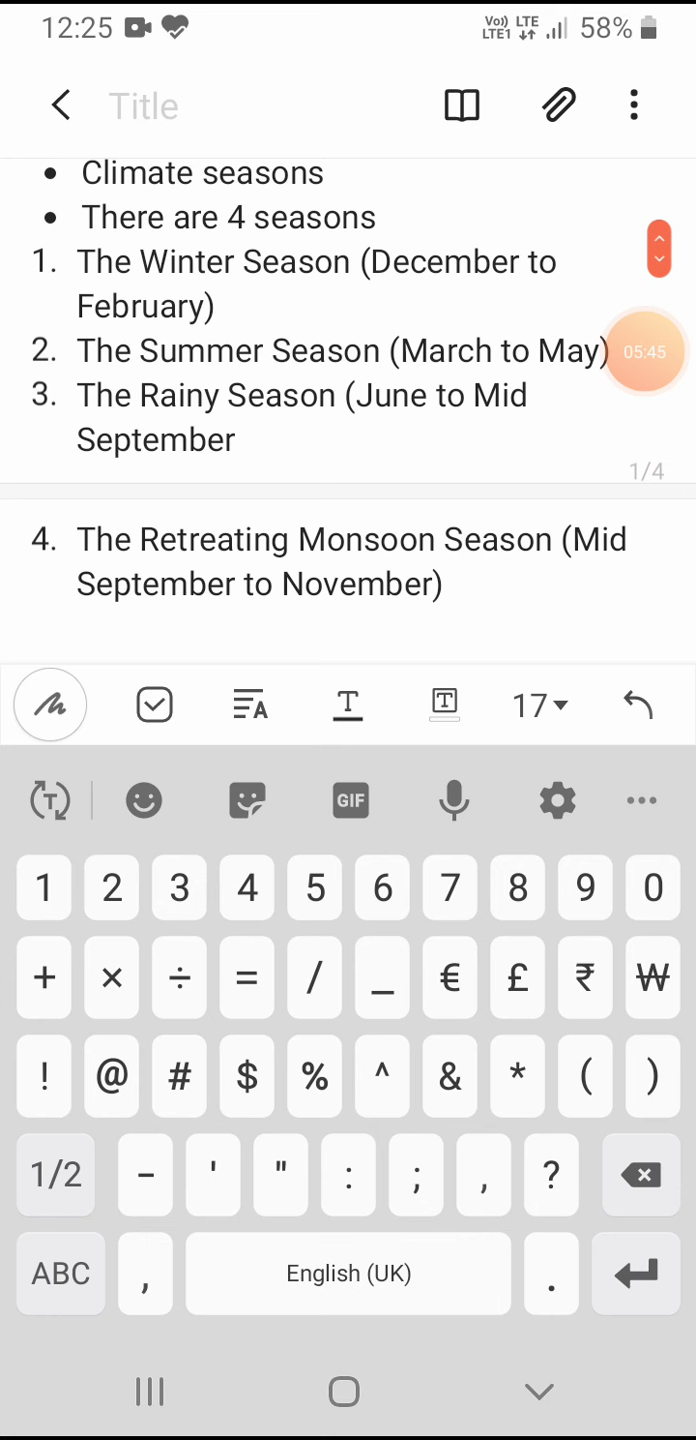 12:25 Vo)) LTE LTE1 58%
Title
• Climate seasons
• There are 4 seasons
1. The Winter Season (December to
February)
2. The Summer Season (March to May)
05:45
3. The Rainy Season (June to Mid
September
1/4
4. The Retreating Monsoon Season (Mid
September to November)
T T 17
T GIF
1 2 3 4 5 6 7 8 9 0
+ × ÷ = / _ € £ ₹ ₩
! @ # $ % ^ & * ( )
1/2 - ' " : ; , ?
ABC , English (UK) .